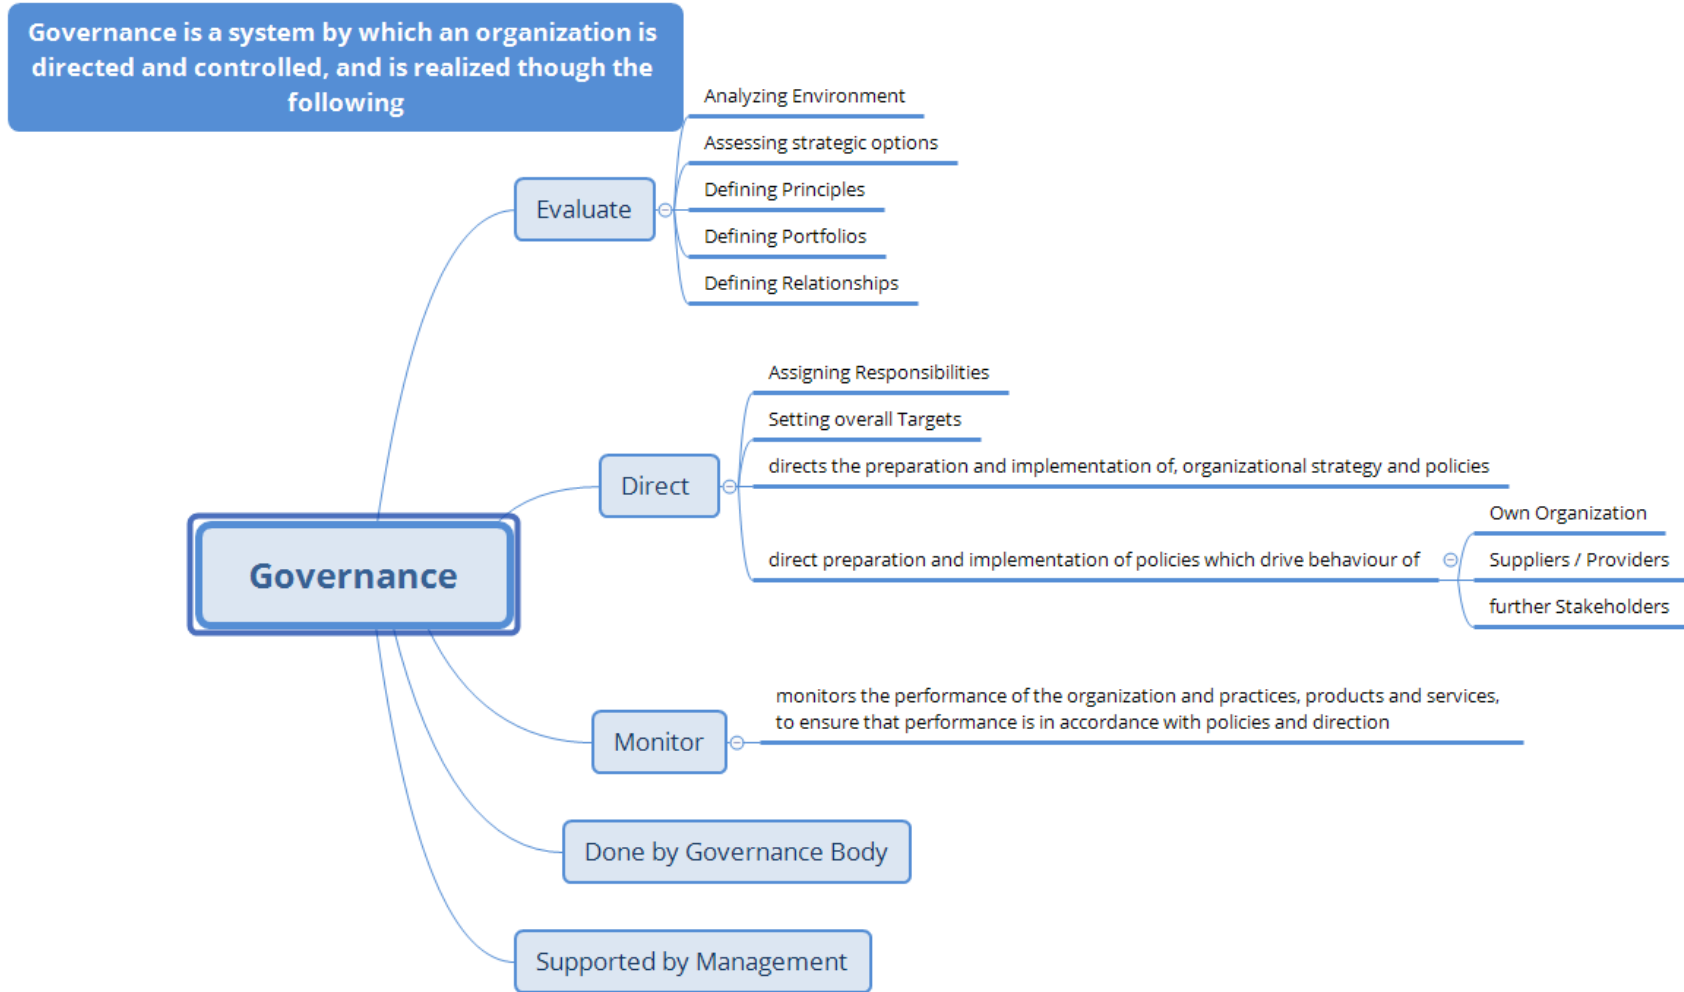 Governance is a system by which an organization is
directed and controlled, and is realized though the
following
Evaluate
Analyzing Environment
Assessing strategic options
Defining Principles
Defining Portfolios
Defining Relationships
Direct
Assigning Responsibilities
Setting overall Targets
directs the preparation and implementation of, organizational strategy and policies
direct preparation and implementation of policies which drive behaviour of
Own Organization
Suppliers / Providers
further Stakeholders
Governance
Monitor
monitors the performance of the organization and practices, products and services,
to ensure that performance is in accordance with policies and direction
Done by Governance Body
Supported by Management